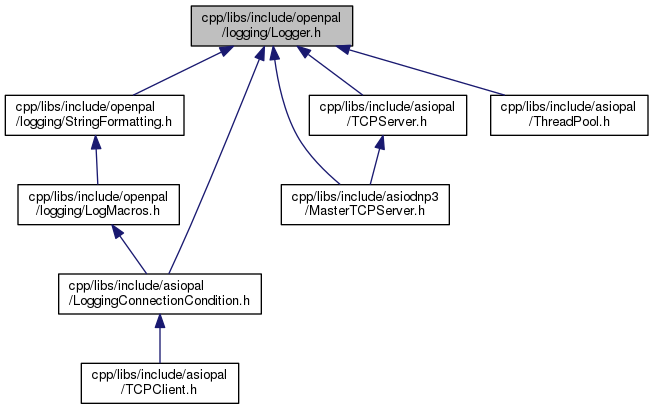 cpp/libs/include/openpal
/logging/Logger.h
cpp/libs/include/openpal
/logging/StringFormatting.h
cpp/libs/include/asiopal
/TCPServer.h
cpp/libs/include/asiopal
/ThreadPool.h
cpp/libs/include/openpal
/logging/LogMacros.h
cpp/libs/include/asiodnp3
/MasterTCPServer.h
cpp/libs/include/asiopal
/LoggingConnectionCondition.h
cpp/libs/include/asiopal
/TCPClient.h